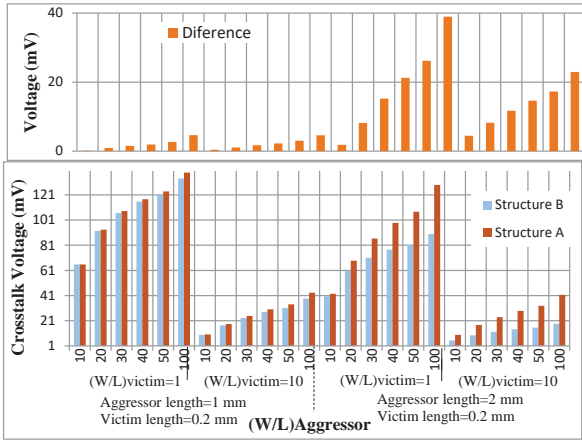 40
20
0
Voltage (mV)
Diference
121
101
81
61
41
21
1
Crosstalk Voltage (mV)
Structure B
Structure A
10 20 30 40 50 100 10 20 30 40 50 100 10 20 30 40 50 100 10 20 30 40 50 100
(W/L)victim=1 (W/L)victim=10 (W/L)victim=1 (W/L)victim=10
Aggressor length=1 mm Aggressor length=2 mm
Victim length=0.2 mm Victim length=0.2 mm
(W/L)Aggressor